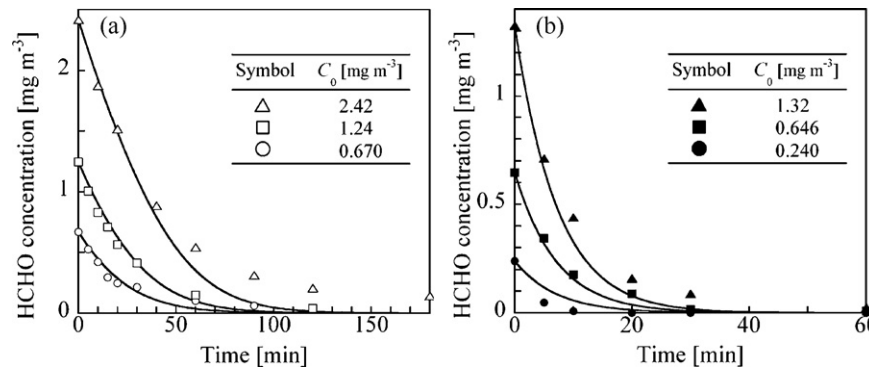 (a)
Symbol C₀ [mg m⁻³]
2.42
1.24
0.670
HCHO concentration [mg m⁻³]
2
1
0
0 50 100 150
Time [min]
(b)
Symbol C₀ [mg m⁻³]
1.32
0.646
0.240
HCHO concentration [mg m⁻³]
1
0.5
0
0 20 40 60
Time [min]